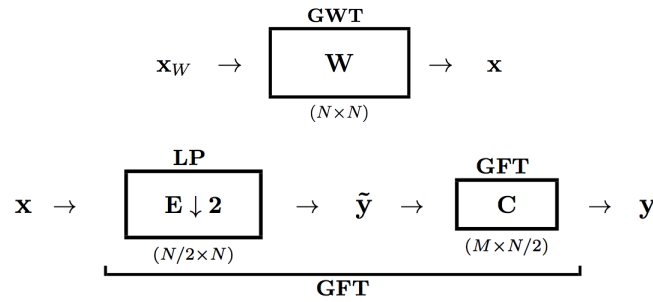 GWT
x_W → W → x
(N×N)
LP GFT
x → E ↓ 2 → ỹ → C → y
(N/2×N) (M×N/2)
GFT